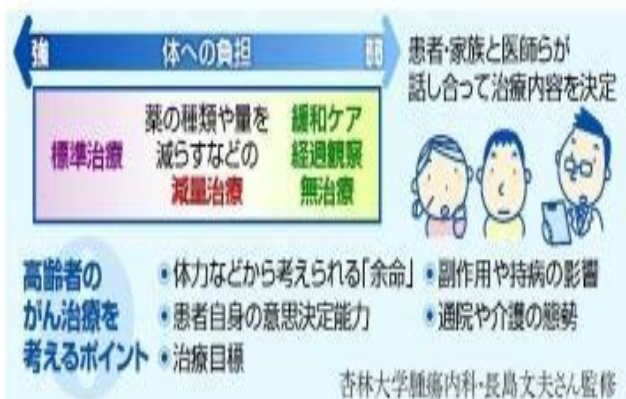 強 体への負担 弱
患者・家族と医師らが
話し合って治療内容を決定
標準治療
薬の種類や量を
減らすなどの
減量治療
緩和ケア
経過観察
無治療
高齢者の
がん治療を
考えるポイント
•体力などから考えられる「余命」
•患者自身の意思決定能力
•治療目標
•副作用や持病の影響
•通院や介護の態勢
杏林大学腫瘍内科・長島文夫さん監修